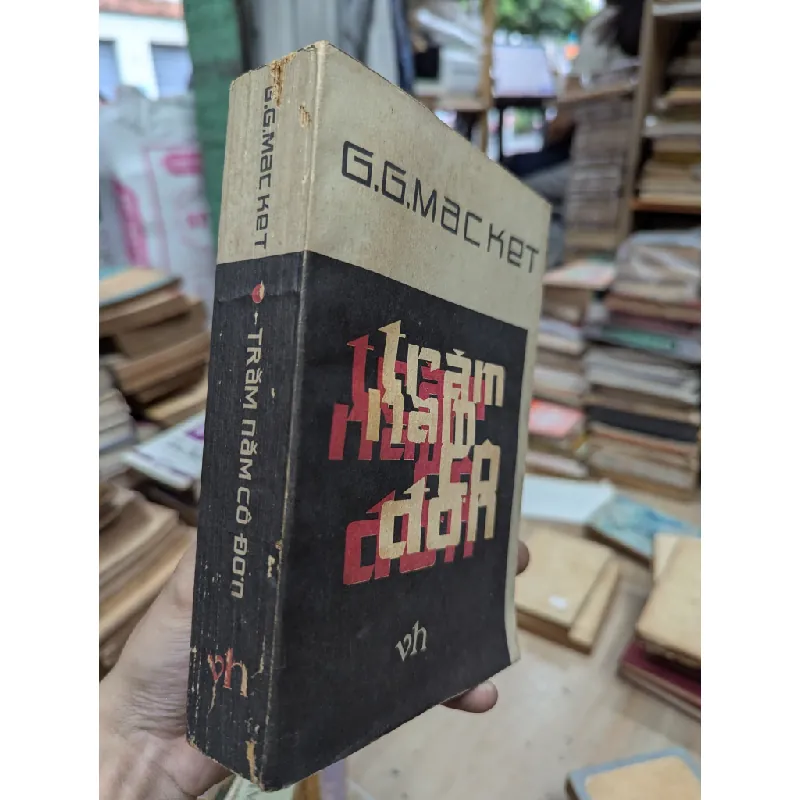 G.G.Macket
TRĂM NĂM CÔ ĐƠN
vh
G.G.Macket
trăm
năm
cô
đơn
vh